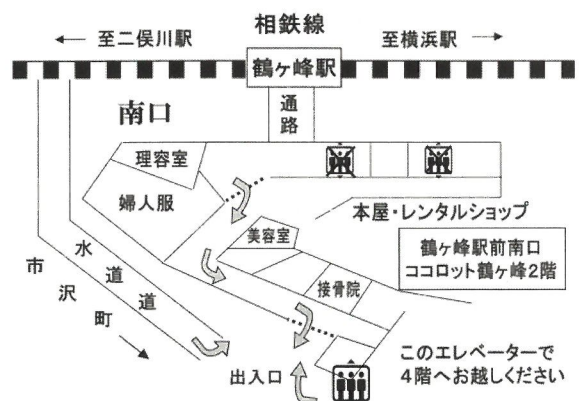 相鉄線
← 至二俣川駅
至横浜駅 →
鶴ヶ峰駅
通路
南口
理容室
婦人服
本屋・レンタルショップ
美容室
鶴ヶ峰駅前南口
ココロット鶴ヶ峰2階
接骨院
水道道
市沢町
出入口
このエレベーターで
4階へお越しください